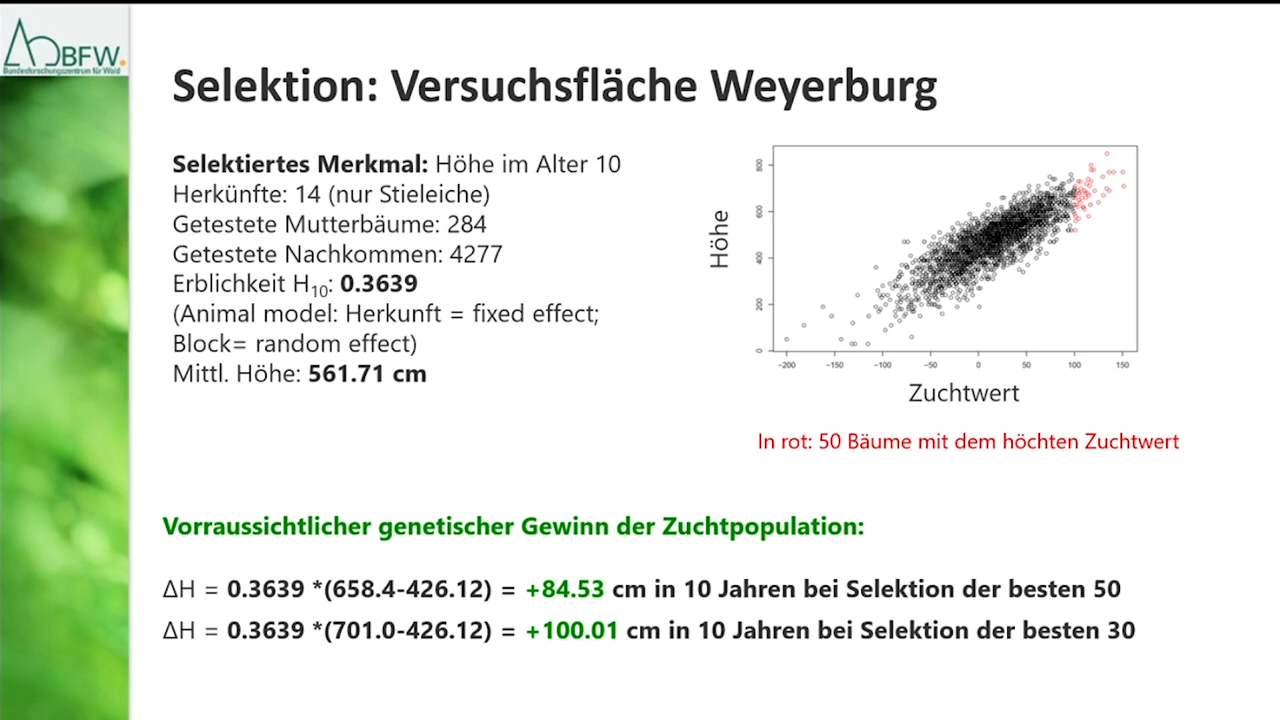 BFW.
Bundesforschungszentrum für Wald
Selektion: Versuchsfläche Weyerburg
Selektiertes Merkmal: Höhe im Alter 10
Herkünfte: 14 (nur Stieleiche)
Getestete Mutterbäume: 284
Getestete Nachkommen: 4277
Erblichkeit H10: 0.3639
(Animal model: Herkunft = fixed effect;
Block= random effect)
Mittl. Höhe: 561.71 cm
Höhe
800
600
400
200
0
-200 -150 -100 -50 0 50 100 150
Zuchtwert
In rot: 50 Bäume mit dem höchten Zuchtwert
Vorraussichtlicher genetischer Gewinn der Zuchtpopulation:
ΔH = 0.3639 *(658.4-426.12) = +84.53 cm in 10 Jahren bei Selektion der besten 50
ΔH = 0.3639 *(701.0-426.12) = +100.01 cm in 10 Jahren bei Selektion der besten 30